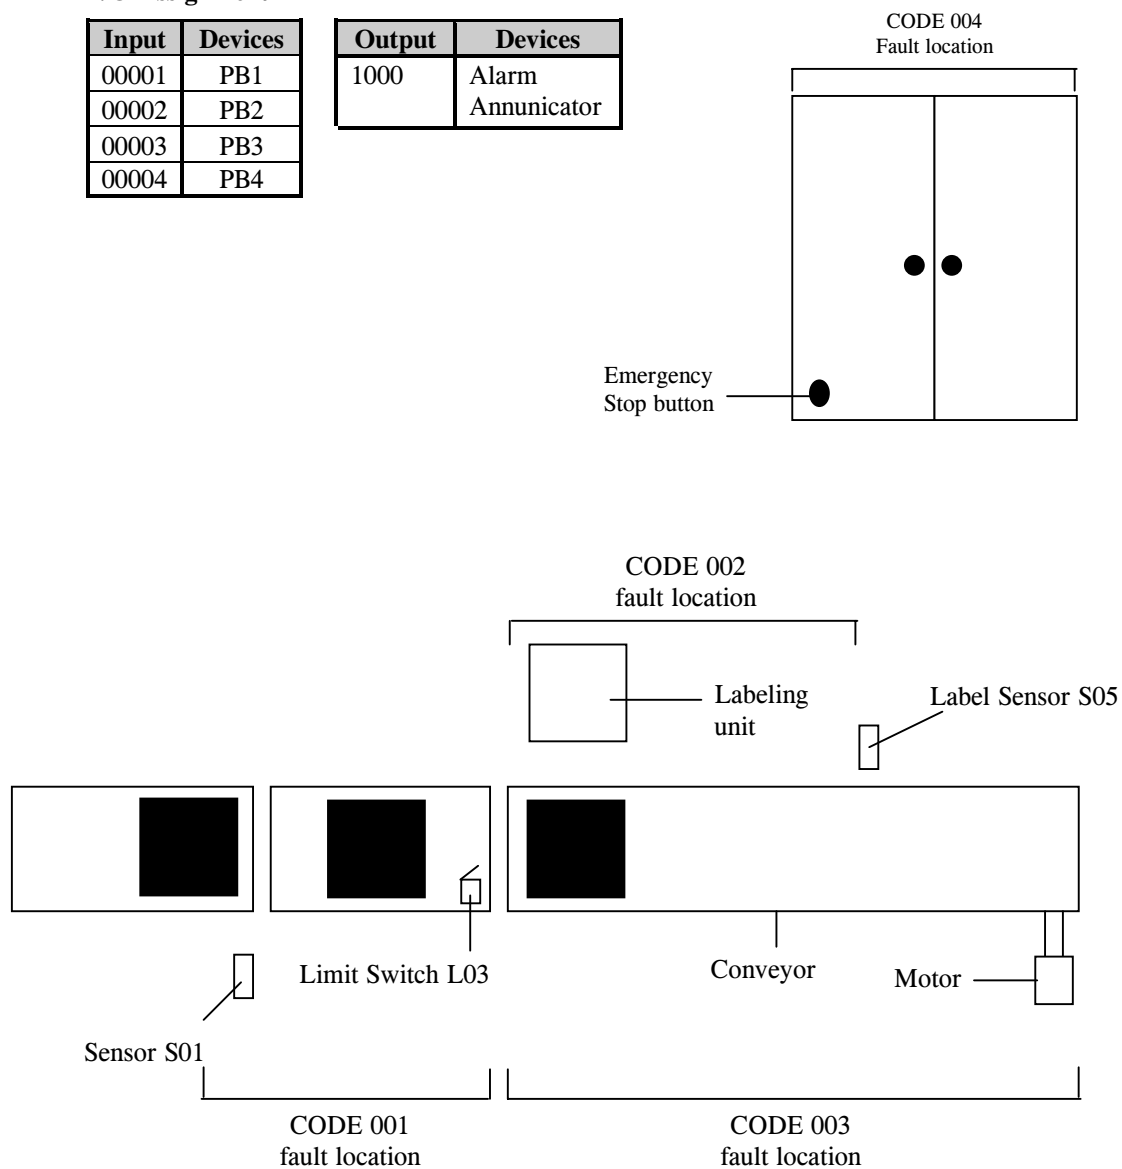 Input Devices
00001 PB1
00002 PB2
00003 PB3
00004 PB4
Output Devices
1000 Alarm
Annunicator
CODE 004
Fault location
Emergency
Stop button
CODE 002
fault location
Labeling
unit
Label Sensor S05
Limit Switch L03
Conveyor
Motor
Sensor S01
CODE 001
fault location
CODE 003
fault location